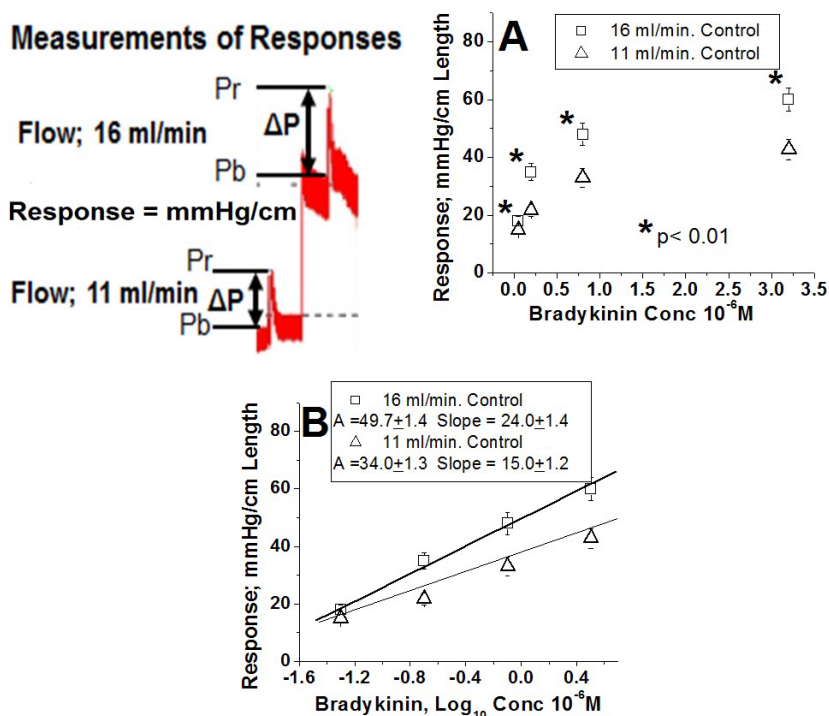 Measurements of Responses
Pr
ΔP
Flow; 16 ml/min
Pb
Response = mmHg/cm
Pr
Flow; 11 ml/min
ΔP
Pb
A
□ 16 ml/min. Control
△ 11 ml/min. Control
Response; mmHg/cm Length
80
60
40
20
0
*
*
*
*
* p< 0.01
0.0 0.5 1.0 1.5 2.0 2.5 3.0 3.5
Bradykinin Conc 10⁻⁶M
B
□ 16 ml/min. Control
A =49.7±1.4 Slope = 24.0±1.4
△ 11 ml/min. Control
A =34.0±1.3 Slope = 15.0±1.2
Response; mmHg/cm Length
80
60
40
20
0
-1.6 -1.2 -0.8 -0.4 0.0 0.4
Bradykinin, Log₁₀ Conc 10⁻⁶M